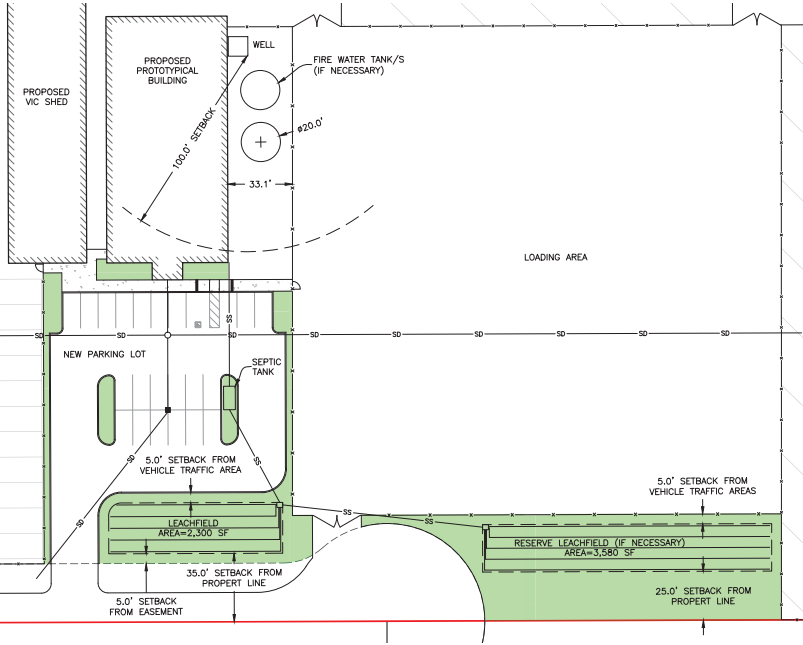 WELL
FIRE WATER TANK/S
(IF NECESSARY)
PROPOSED
PROTOTYPICAL
BUILDING
PROPOSED
VIC SHED
100.0' SETBACK
ø20.0'
33.1'
LOADING AREA
SS
SD
SD
SD
SD
SD
SD
SD
NEW PARKING LOT
SEPTIC
TANK
5.0' SETBACK FROM
VEHICLE TRAFFIC AREA
SD
SS
SD
5.0' SETBACK FROM
VEHICLE TRAFFIC AREAS
SS
SS
LEACHFIELD
AREA=2,300 SF
RESERVE LEACHFIELD (IF NECESSARY)
AREA=3,580 SF
35.0' SETBACK FROM
PROPERT LINE
5.0' SETBACK
FROM EASEMENT
25.0' SETBACK FROM
PROPERT LINE